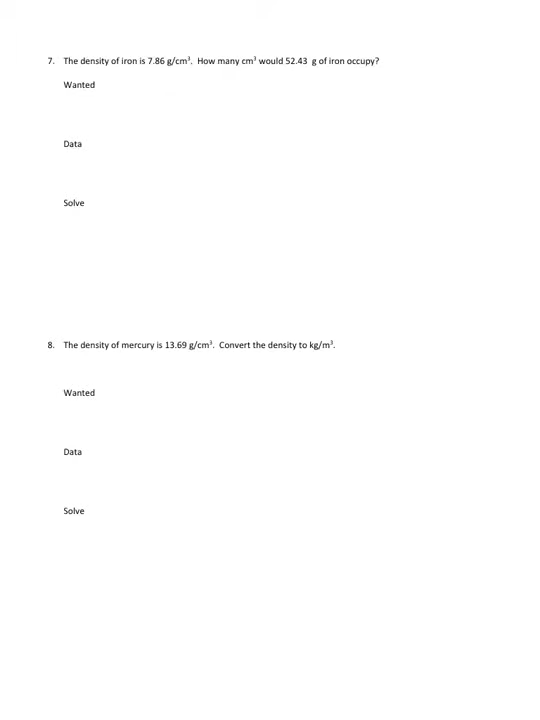 7. The density of iron is 7.86 g/cm³. How many cm³ would 52.43 g of iron occupy?
Wanted
Data
Solve
8. The density of mercury is 13.69 g/cm³. Convert the density to kg/m³.
Wanted
Data
Solve